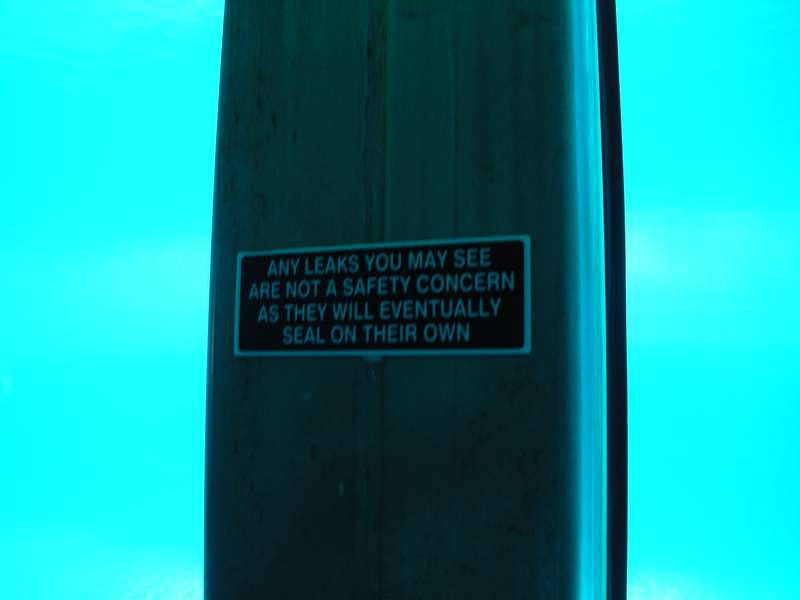 ANY LEAKS YOU MAY SEE
ARE NOT A SAFETY CONCERN
AS THEY WILL EVENTUALLY
SEAL ON THEIR OWN